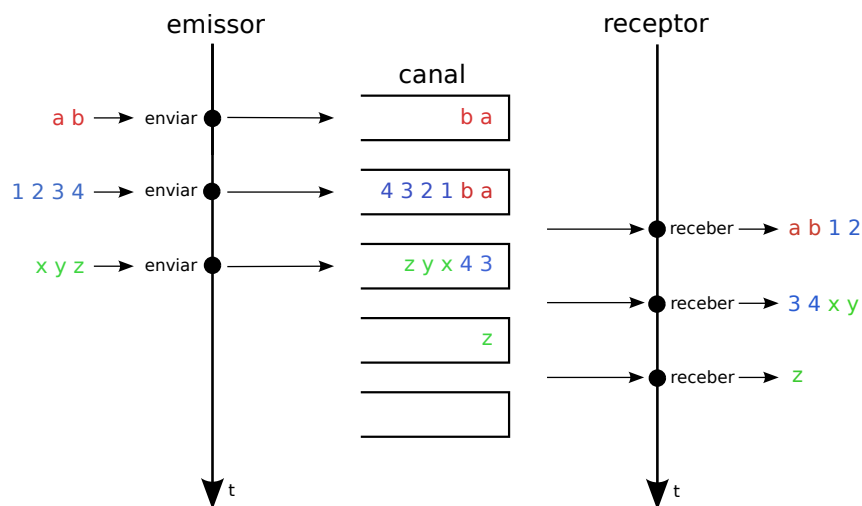 emissor
receptor
canal
a b enviar b a
1 2 3 4 enviar 4 3 2 1 b a
receber a b 1 2
x y z enviar z y x 4 3
receber 3 4 x y
z
receber z
t
t